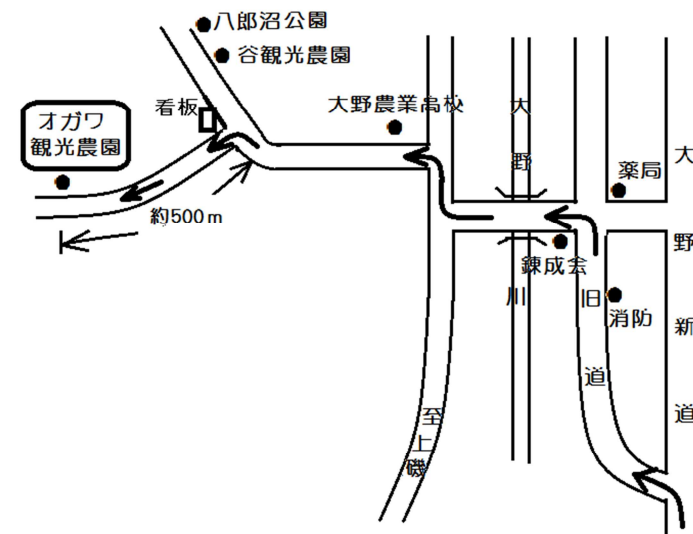 八郎沼公園
谷観光農園
看板
大野農業高校
オガワ
観光農園
約500m
薬局
大野川
錬成会
旧道
消防
大野新道
至上磯